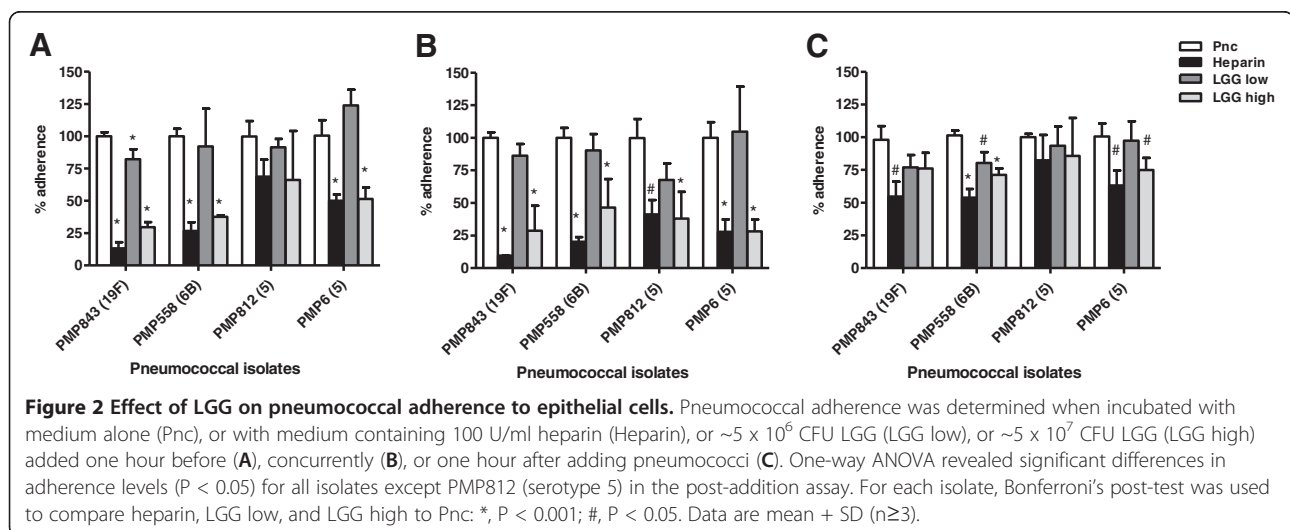 A
% adherence
150
125
100
75
50
25
0
*
*
*
*
*
*
*
PMP843 (19F)
PMP558 (6B)
PMP812 (5)
PMP6 (5)
Pneumococcal isolates
B
% adherence
150
125
100
75
50
25
0
*
*
*
*
#
*
*
*
PMP843 (19F)
PMP558 (6B)
PMP812 (5)
PMP6 (5)
Pneumococcal isolates
C
% adherence
150
125
100
75
50
25
0
#
*
#
*
#
#
PMP843 (19F)
PMP558 (6B)
PMP812 (5)
PMP6 (5)
Pneumococcal isolates
Pnc
Heparin
LGG low
LGG high
Figure 2 Effect of LGG on pneumococcal adherence to epithelial cells. Pneumococcal adherence was determined when incubated with
medium alone (Pnc), or with medium containing 100 U/ml heparin (Heparin), or ~5 x 10⁶ CFU LGG (LGG low), or ~5 x 10⁷ CFU LGG (LGG high)
added one hour before (A), concurrently (B), or one hour after adding pneumococci (C). One-way ANOVA revealed significant differences in
adherence levels (P < 0.05) for all isolates except PMP812 (serotype 5) in the post-addition assay. For each isolate, Bonferroni's post-test was used
to compare heparin, LGG low, and LGG high to Pnc: *, P < 0.001; #, P < 0.05. Data are mean + SD (n≥3).